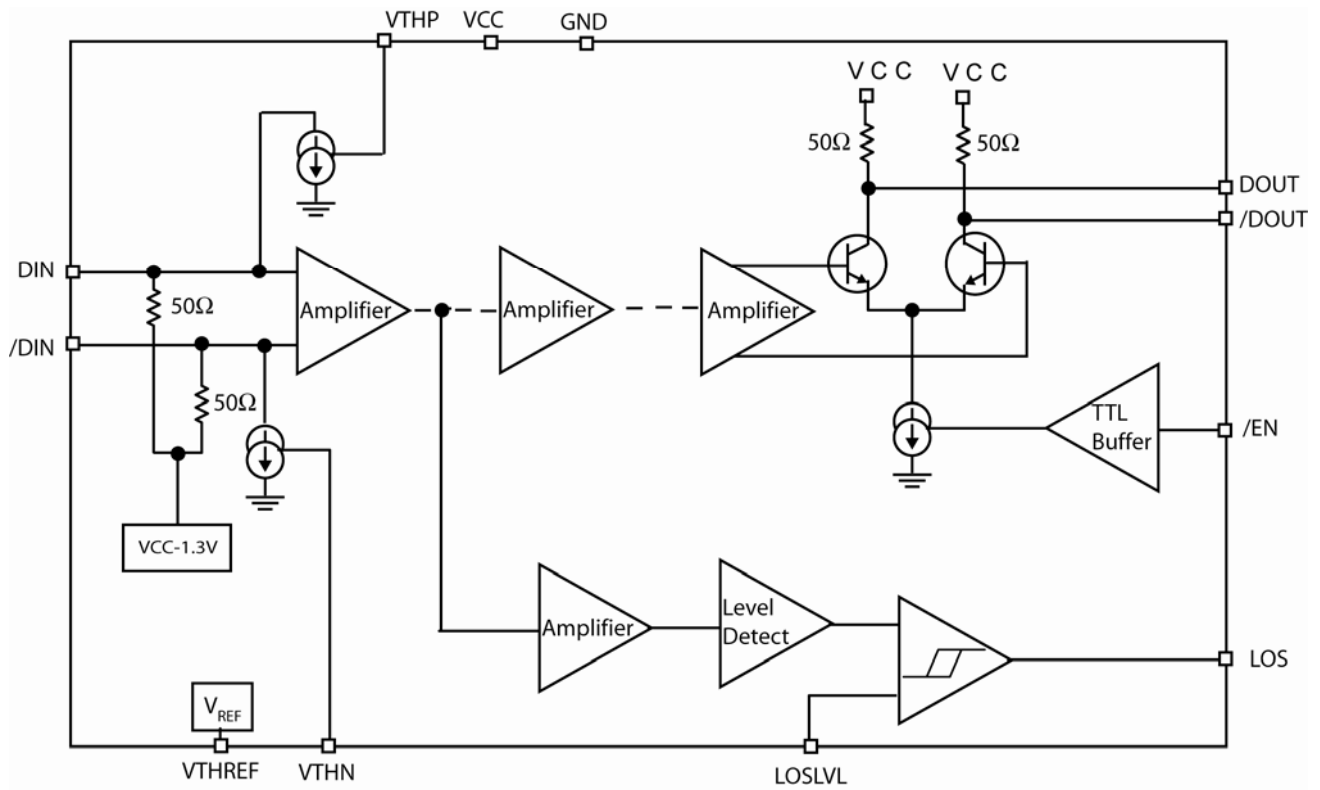 VTHP
VCC
GND
V C C
V C C
50Ω
50Ω
DOUT
/DOUT
DIN
50Ω
Amplifier
Amplifier
Amplifier
/DIN
50Ω
TTL
Buffer
/EN
VCC-1.3V
Amplifier
Level
Detect
LOS
VREF
VTHREF
VTHN
LOSLVL